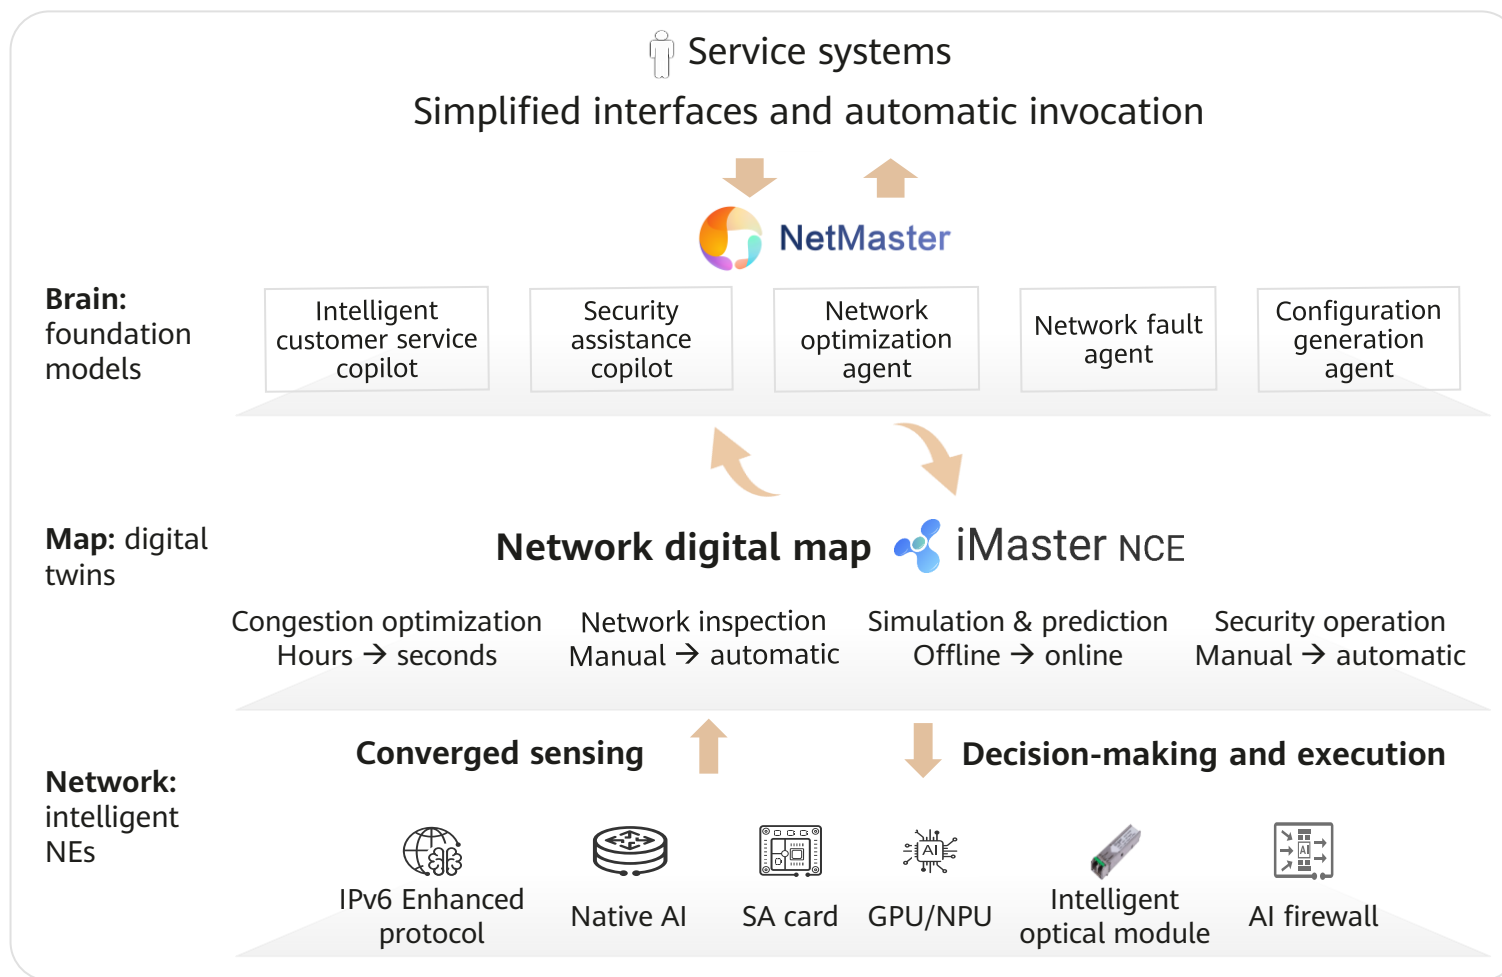 Service systems
Simplified interfaces and automatic invocation
NetMaster
Brain:
foundation
models
Intelligent
customer service
copilot
Security
assistance
copilot
Network
optimization
agent
Network fault
agent
Configuration
generation
agent
Map: digital
twins
Network digital map
iMaster NCE
Congestion optimization
Hours → seconds
Network inspection
Manual → automatic
Simulation & prediction
Offline → online
Security operation
Manual → automatic
Network:
intelligent
NEs
Converged sensing
Decision-making and execution
IPv6 Enhanced
protocol
Native AI
SA card
AI
GPU/NPU
Intelligent
optical module
AI
AI firewall